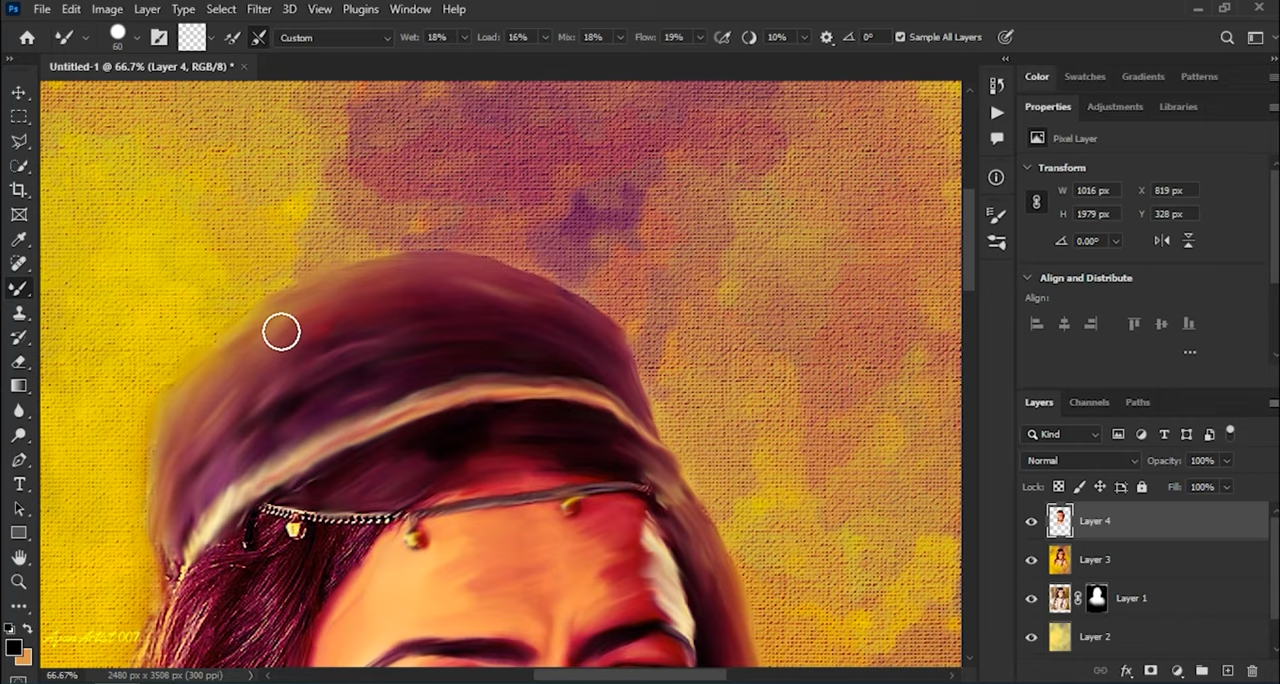 Ps File Edit Image Layer Type Select Filter 3D View Plugins Window Help
60 Custom Wet: 18% Load: 16% Mix: 18% Flow: 19% 10% 0° Sample All Layers
Untitled-1 @ 66.7% (Layer 4, RGB/8) * ×
Color Swatches Gradients Patterns
Properties Adjustments Libraries
Pixel Layer
Transform
W 1016 px X 819 px
H 1979 px Y 328 px
0.00°
Align and Distribute
Align:
Layers Channels Paths
Kind
Normal Opacity: 100%
Lock: Fill: 100%
Layer 4
Layer 3
Layer 1
Layer 2
66.67% 2480 px x 3508 px (300 ppi)